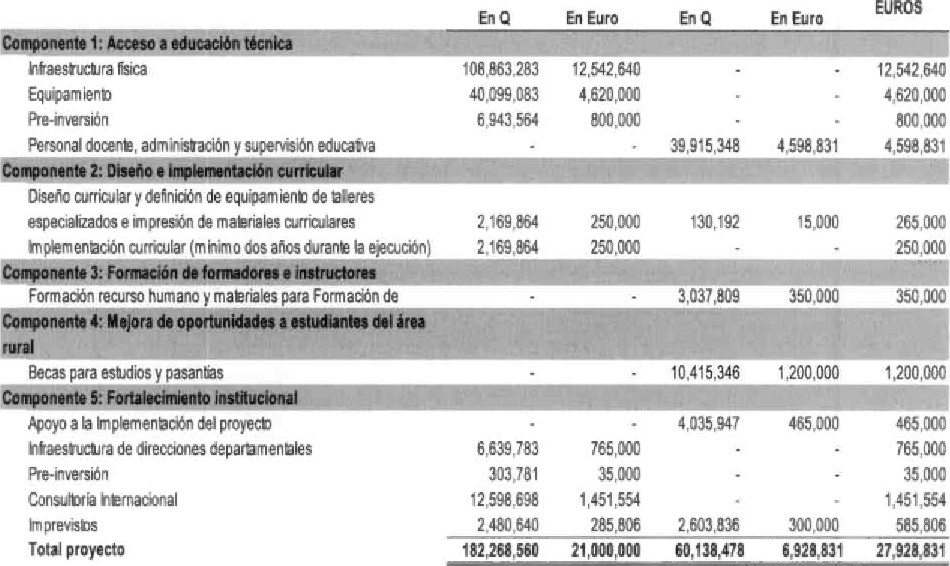 En Q En Euro En Q En Euro EUROS
Componente 1: Acceso a educación técnica
Infraestructura física 108,863,283 12,542,640 - - 12,542,640
Equipamiento 40,099,083 4,620,000 - - 4,620,000
Pre-inversión 6,943,564 800,000 - - 800,000
Personal docente, administración y supervisión educativa - - 39,915,348 4,598,831 4,598,831
Componente 2: Diseño e implementación curricular
Diseño curricular y definición de equipamiento de talleres
especializados e impresión de materiales curriculares 2,169,864 250,000 130,192 15,000 265,000
Implementación curricular (mínimo dos años durante la ejecución) 2,169,864 250,000 - - 250,000
Componente 3: Formación de formadores e instructores
Formación recurso humano y materiales para Formación de - - 3,037,809 350,000 350,000
Componente 4: Mejora de oportunidades a estudiantes del área
rural
Becas para estudios y pasantías - - 10,415,346 1,200,000 1,200,000
Componente 5: Fortalecimiento institucional
Apoyo a la Implementación del proyecto - - 4,035,947 465,000 465,000
Infraestructura de direcciones departamentales 6,639,783 765,000 - - 765,000
Pre-inversión 303,781 35,000 - - 35,000
Consultoría Internacional 12,598,698 1,451,554 - - 1,451,554
Imprevistos 2,480,640 285,806 2,603,836 300,000 585,806
Total proyecto 182,268,560 21,000,000 60,138,478 6,928,831 27,928,831